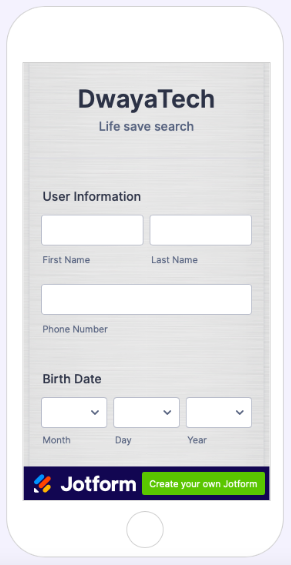 DwayaTech
Life save search
User Information
First Name Last Name
Phone Number
Birth Date
Month Day Year
Jotform Create your own Jotform